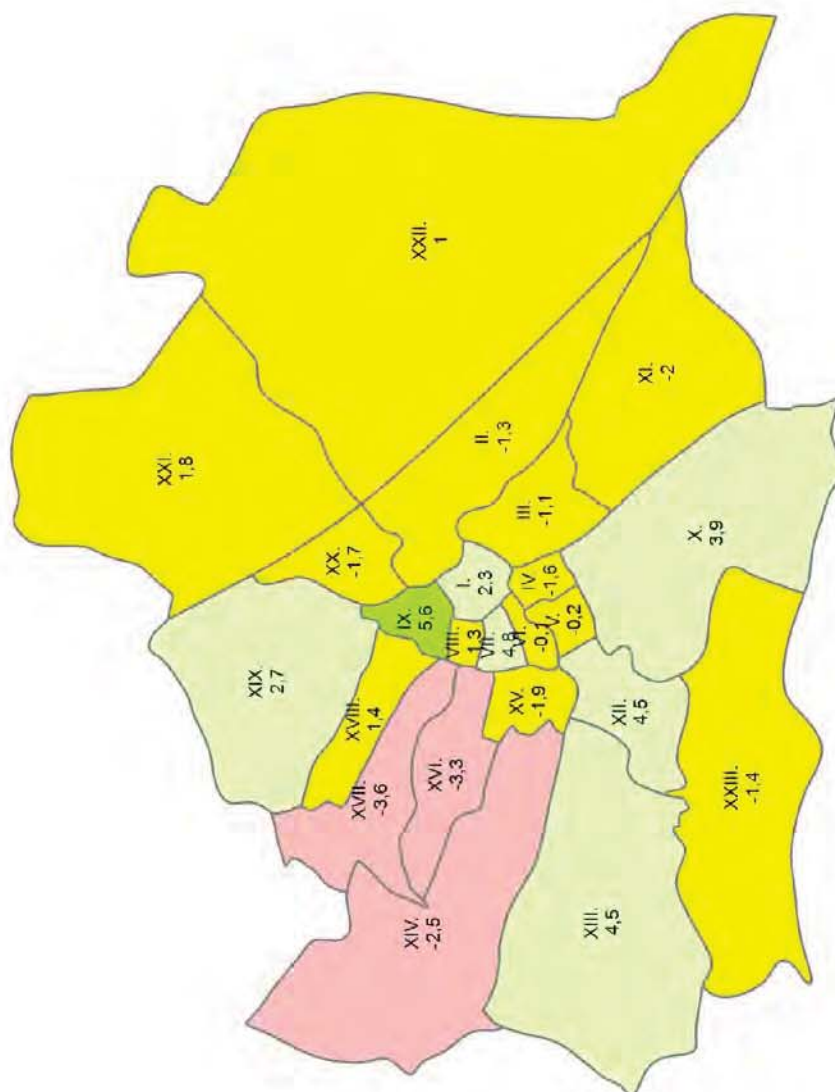 XXI.
1,8
XIX.
2,7
XX.
-1,7
XVIII.
1,4
XVII.
-3,6
IX.
5,6
XIV.
-2,5
XXII.
1
XVI.
-3,3
VIII.
1,3
I.
2,3
II.
-1,3
VII.
4,8
XV.
-1,9
VI.
-0,1
III.
-1,1
IV.
-1,6
V.
-0,2
XIII.
4,5
XII.
4,5
XI.
-2
X.
3,9
XXIII.
-1,4